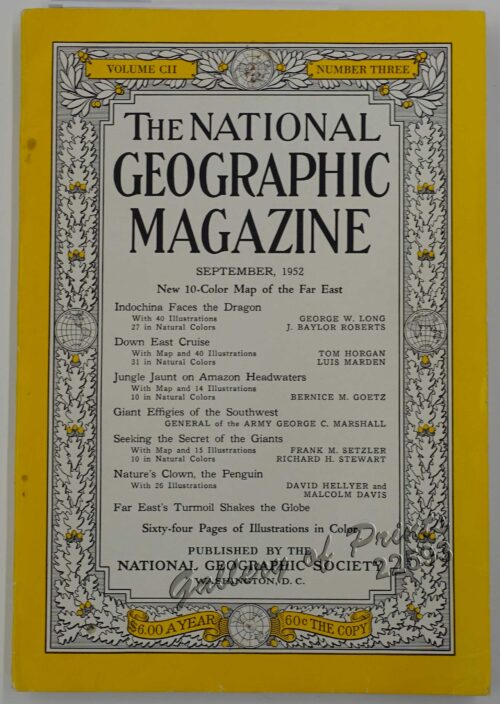 VOLUME CII NUMBER THREE
THE NATIONAL
GEOGRAPHIC
MAGAZINE
SEPTEMBER, 1952
New 10-Color Map of the Far East
Indochina Faces the Dragon
With 40 Illustrations GEORGE W. LONG
27 in Natural Colors J. BAYLOR ROBERTS
Down East Cruise
With Map and 40 Illustrations TOM HORGAN
31 in Natural Colors LUIS MARDEN
Jungle Jaunt on Amazon Headwaters
With Map and 14 Illustrations
10 in Natural Colors BERNICE M. GOETZ
Giant Effigies of the Southwest
GENERAL of the ARMY GEORGE C. MARSHALL
Seeking the Secret of the Giants
With Map and 15 Illustrations FRANK M. SETZLER
10 in Natural Colors RICHARD H. STEWART
Nature's Clown, the Penguin
With 26 Illustrations DAVID HELLYER and
MALCOLM DAVIS
Far East's Turmoil Shakes the Globe
Sixty-four Pages of Illustrations in Color
PUBLISHED BY THE
NATIONAL GEOGRAPHIC SOCIETY
WASHINGTON, D. C.
$6.00 A YEAR 60c THE COPY
Gallery of Prints
22593